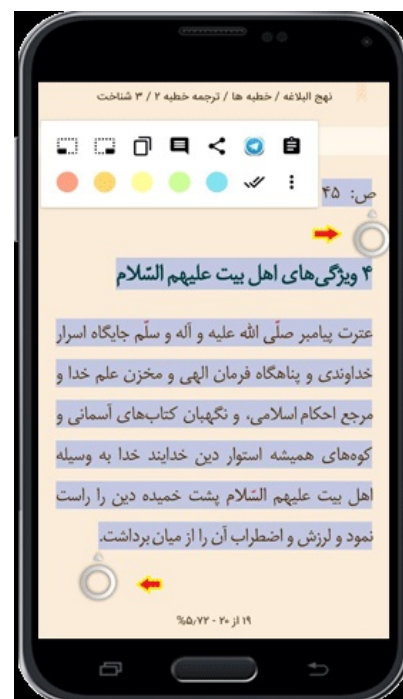 نهج البلاغه / خطبه ها / ترجمه خطبه ۲ / ۳ شناخت
ص: ۴۵
۴ ویژگی‌های اهل بیت علیهم السّلام
عترت پیامبر صلّی الله علیه و آله و سلّم جایگاه اسرار
خداوندی و پناهگاه فرمان الهی و مخزن علم خدا و
مرجع احکام اسلامی، و نگهبان کتاب‌های آسمانی و
کوه‌های همیشه استوار دین خدایند خدا به وسیله
اهل بیت علیهم السّلام پشت خمیده دین را راست
نمود و لرزش و اضطراب آن را از میان برداشت.
۱۹ از ۲۰ - ۵٫۷۲%